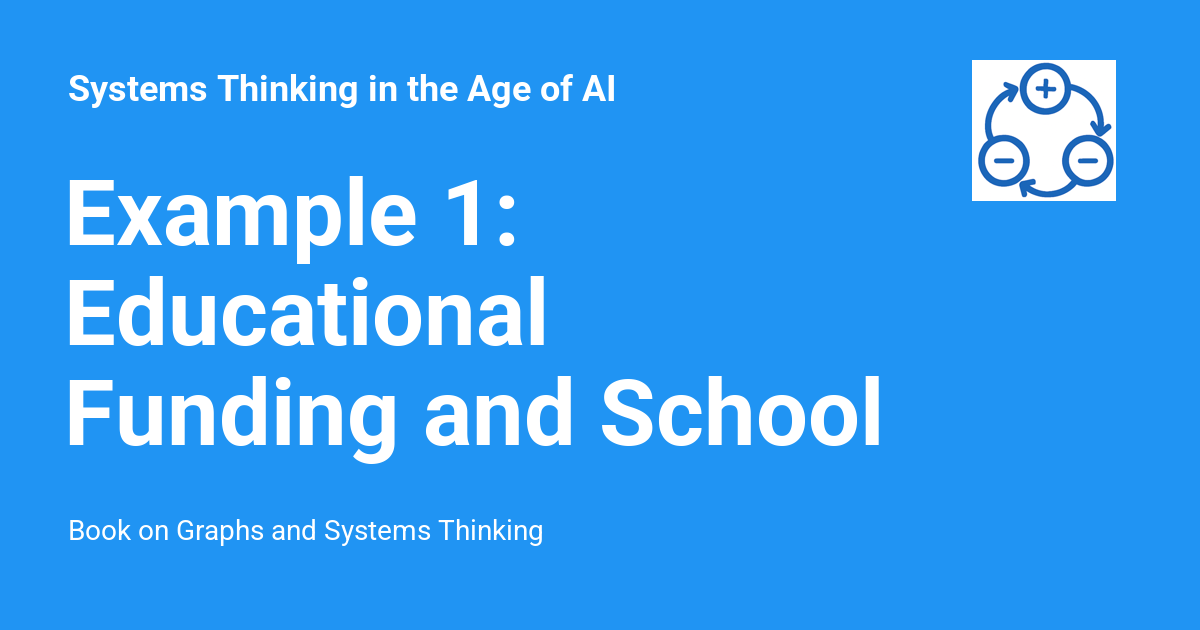 Systems Thinking in the Age of AI
Example 1:
Educational
Funding and School
Book on Graphs and Systems Thinking